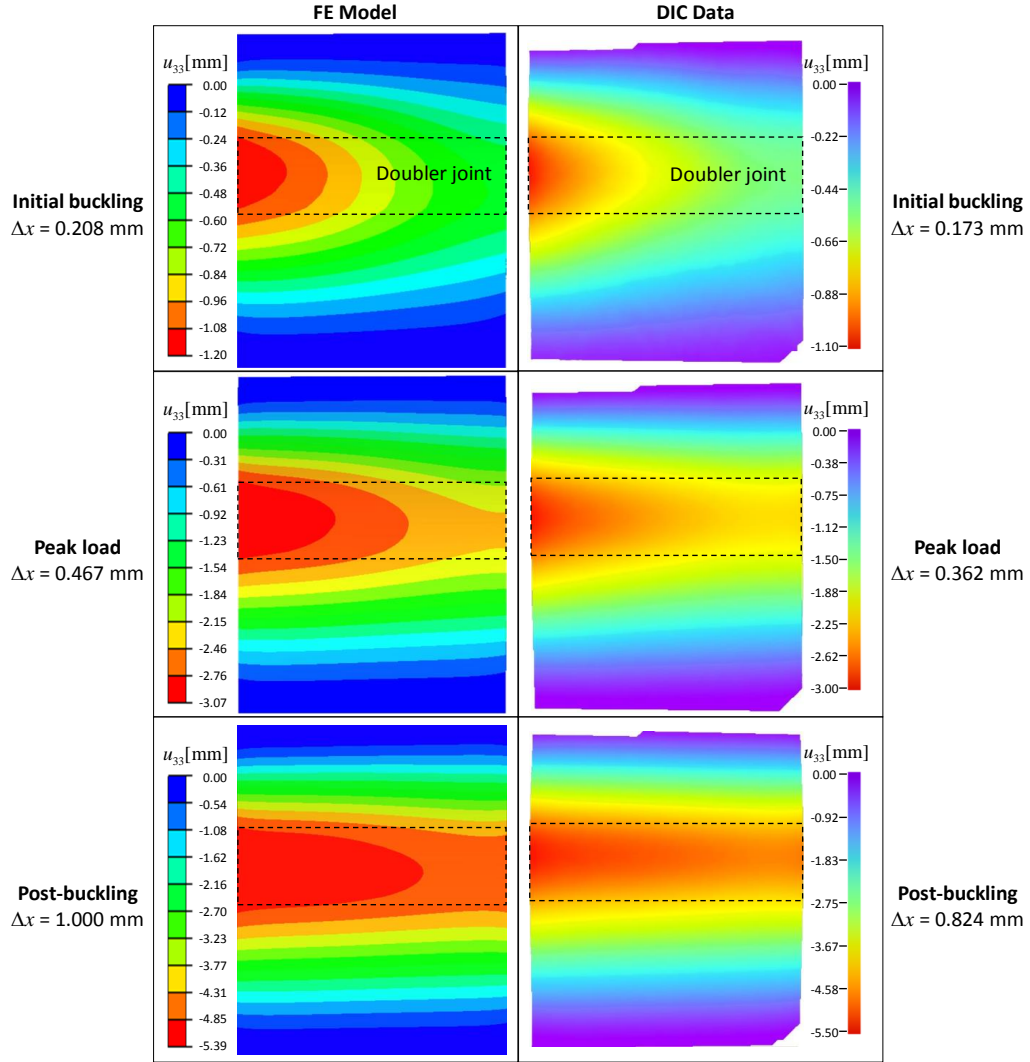 FE Model
DIC Data
Initial buckling
Δx = 0.208 mm
u33[mm]
0.00
-0.12
-0.24
-0.36
-0.48
-0.60
-0.72
-0.84
-0.96
-1.08
-1.20
Doubler joint
u33[mm]
0.00
-0.22
-0.44
-0.66
-0.88
-1.10
Doubler joint
Initial buckling
Δx = 0.173 mm
Peak load
Δx = 0.467 mm
u33[mm]
0.00
-0.31
-0.61
-0.92
-1.23
-1.54
-1.84
-2.15
-2.46
-2.76
-3.07
u33[mm]
0.00
-0.38
-0.75
-1.12
-1.50
-1.88
-2.25
-2.62
-3.00
Peak load
Δx = 0.362 mm
Post-buckling
Δx = 1.000 mm
u33[mm]
0.00
-0.54
-1.08
-1.62
-2.16
-2.70
-3.23
-3.77
-4.31
-4.85
-5.39
u33[mm]
0.00
-0.92
-1.83
-2.75
-3.67
-4.58
-5.50
Post-buckling
Δx = 0.824 mm